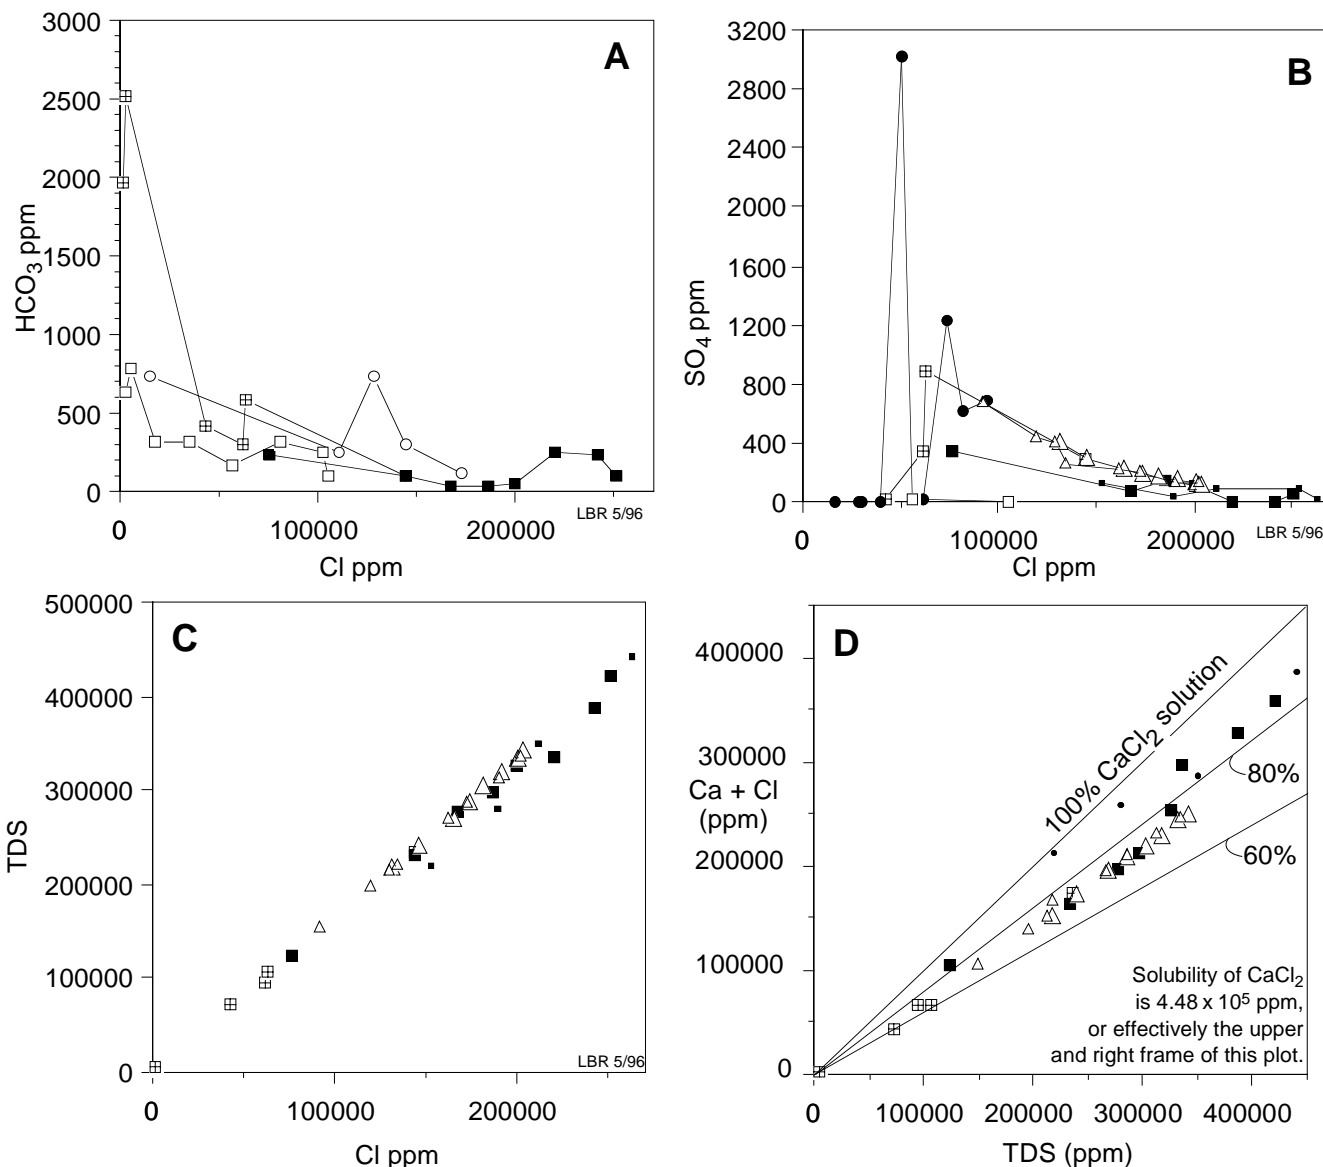 A
3000
2500
2000
1500
1000
500
0
HCO3 ppm
0
100000
200000
LBR 5/96
Cl ppm
B
3200
2800
2400
2000
1600
1200
800
400
0
SO4 ppm
0
100000
200000
LBR 5/96
Cl ppm
C
500000
400000
300000
200000
100000
0
TDS
0
100000
200000
LBR 5/96
Cl ppm
D
400000
300000
Ca + Cl
(ppm)
200000
100000
0
100% CaCl2 solution
80%
60%
Solubility of CaCl2
is 4.48 x 105 ppm,
or effectively the upper
and right frame of this plot.
0
100000
200000
300000
400000
TDS (ppm)